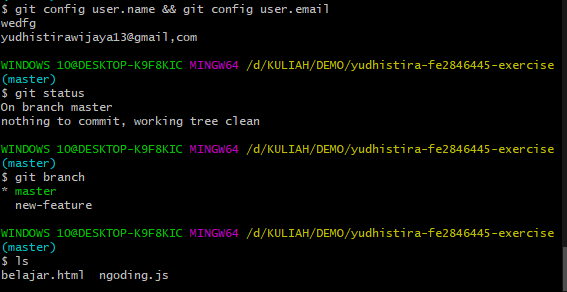 $ git config user.name && git config user.email
wedfg
yudhistirawijaya13@gmail,com
WINDOWS 10@DESKTOP-K9F8KIC MINGW64 /d/KULIAH/DEMO/yudhistira-fe2846445-exercise
(master)
$ git status
On branch master
nothing to commit, working tree clean
WINDOWS 10@DESKTOP-K9F8KIC MINGW64 /d/KULIAH/DEMO/yudhistira-fe2846445-exercise
(master)
$ git branch
* master
new-feature
WINDOWS 10@DESKTOP-K9F8KIC MINGW64 /d/KULIAH/DEMO/yudhistira-fe2846445-exercise
(master)
$ ls
belajar.html ngoding.js